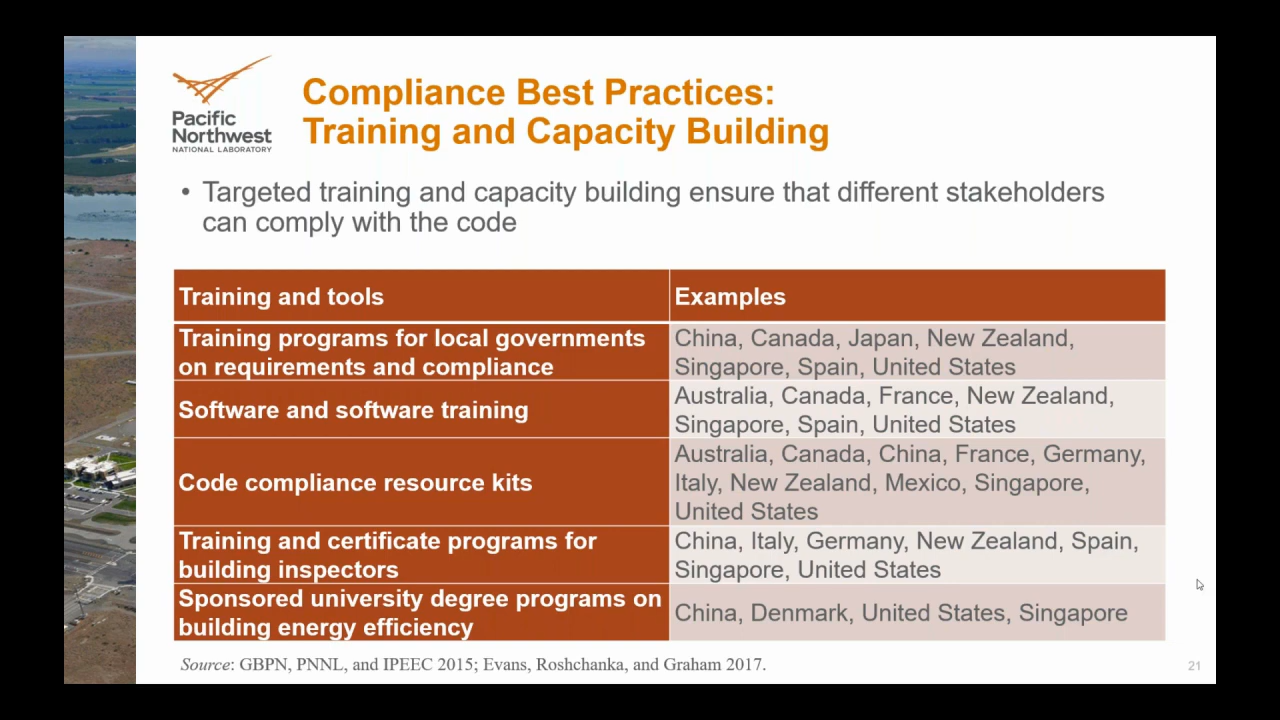 Pacific
Northwest
NATIONAL LABORATORY
Compliance Best Practices:
Training and Capacity Building
• Targeted training and capacity building ensure that different stakeholders
can comply with the code
Training and tools
Examples
Training programs for local governments
on requirements and compliance
China, Canada, Japan, New Zealand,
Singapore, Spain, United States
Software and software training
Australia, Canada, France, New Zealand,
Singapore, Spain, United States
Code compliance resource kits
Australia, Canada, China, France, Germany,
Italy, New Zealand, Mexico, Singapore,
United States
Training and certificate programs for
building inspectors
China, Italy, Germany, New Zealand, Spain,
Singapore, United States
Sponsored university degree programs on
building energy efficiency
China, Denmark, United States, Singapore
Source: GBPN, PNNL, and IPEEC 2015; Evans, Roshchanka, and Graham 2017.
21